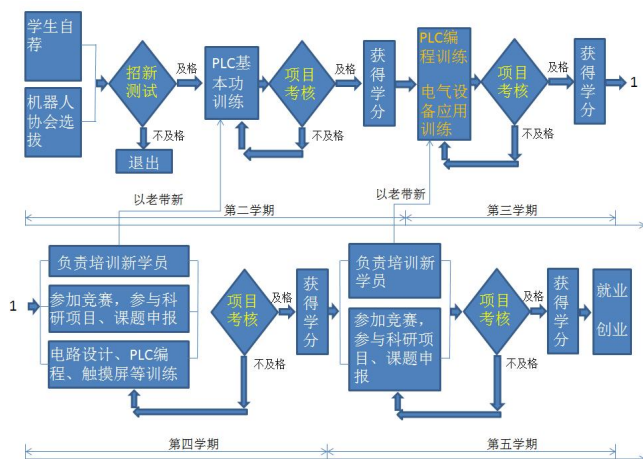 学生自
荐
机器人
协会选
拔
招新
测试
及格
不及格
退出
PLC基
本功
训练
项目
考核
及格
不及格
获
得
学
分
PLC编程
训练
电气设
备应用
训练
项目
考核
及格
不及格
获
得
学
分
1
以老带新
以老带新
第二学期
第三学期
1
负责培训新学员
参加竞赛，参与科
研项目、课题申报
电路设计、PLC编
程、触摸屏等训练
项目
考核
及格
不及格
获
得
学
分
负责培训新
学员
参加竞赛，
参与科研项
目、课题申
报
项目
考核
及格
不及格
获
得
学
分
就业
创业
第四学期
第五学期